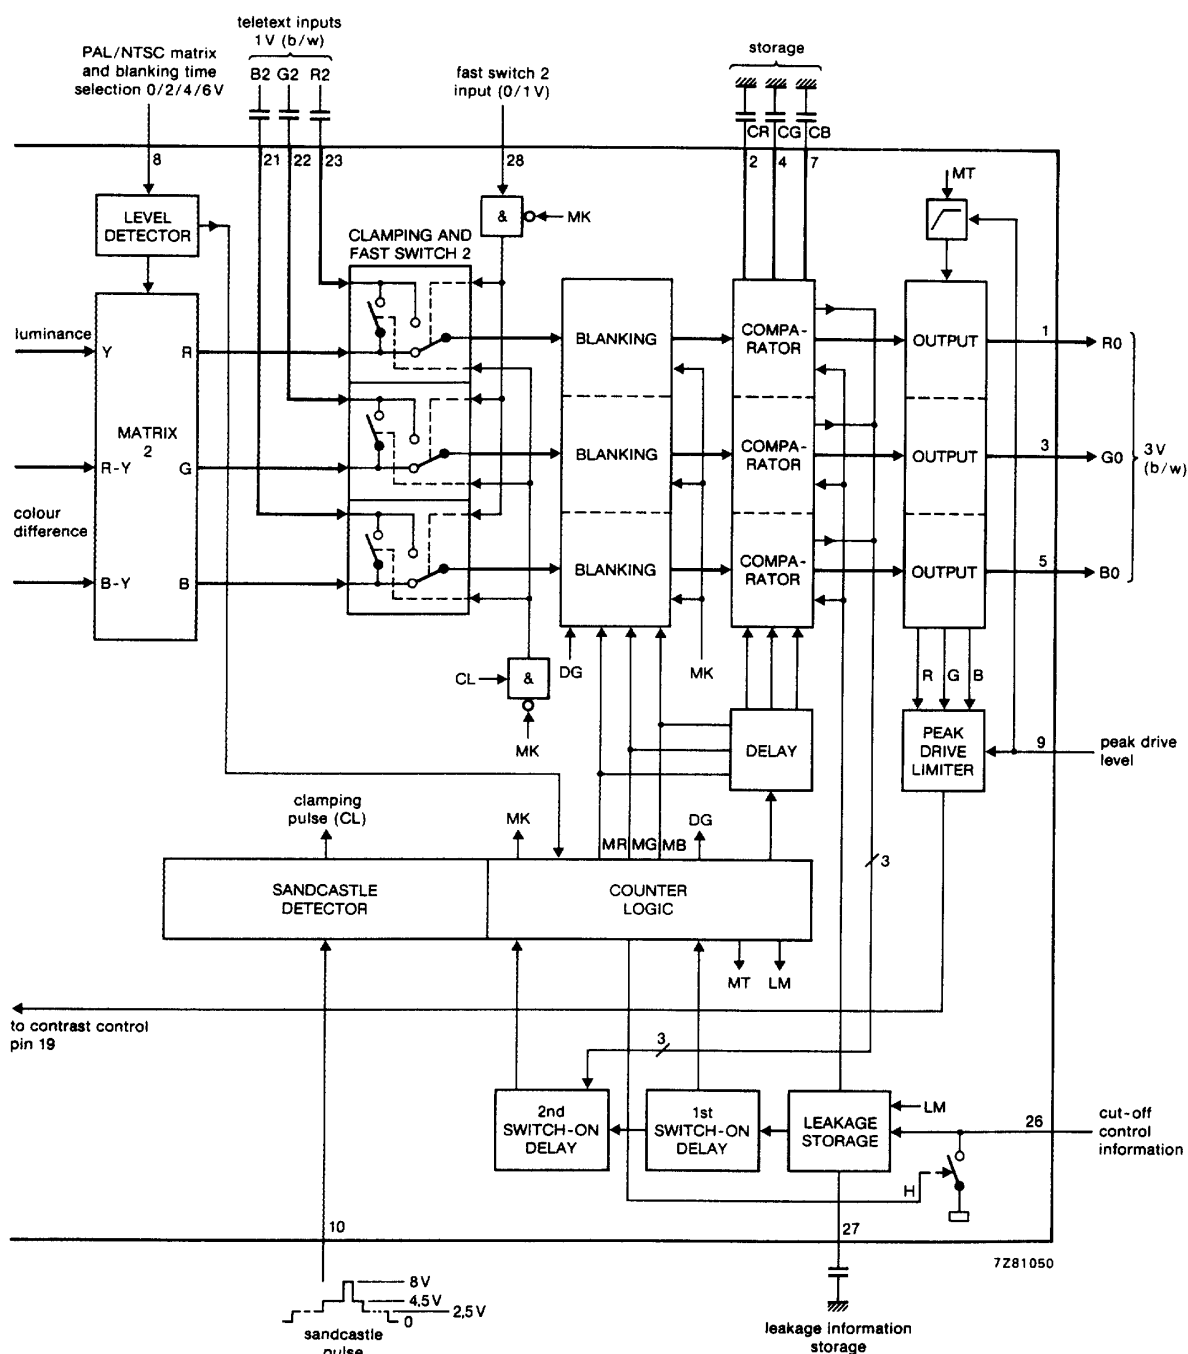 teletext inputs
1V (b/w)
PAL/NTSC matrix
and blanking time
selection 0/2/4/6V
B2 G2 R2
fast switch 2
input (0/1V)
storage
CR CG CB
8
21 22 23
28
2 4 7
MT
LEVEL
DETECTOR
&
MK
CLAMPING AND
FAST SWITCH 2
luminance
Y
R
BLANKING
COMPA-
RATOR
OUTPUT
1
R0
MATRIX
2
R-Y
G
BLANKING
COMPA-
RATOR
OUTPUT
3
G0
3V
(b/w)
colour
difference
B-Y
B
BLANKING
COMPA-
RATOR
OUTPUT
5
B0
CL
&
MK
DG
MK
R G B
DELAY
PEAK
DRIVE
LIMITER
9
peak drive
level
clamping
pulse (CL)
MK
MR MG MB
DG
3
SANDCASTLE
DETECTOR
COUNTER
LOGIC
MT LM
to contrast control
pin 19
3
2nd
SWITCH-ON
DELAY
1st
SWITCH-ON
DELAY
LEAKAGE
STORAGE
LM
26
cut-off
control
information
H
10
27
7Z81050
8V
4,5V
2,5V
0
sandcastle
pulse
leakage information
storage